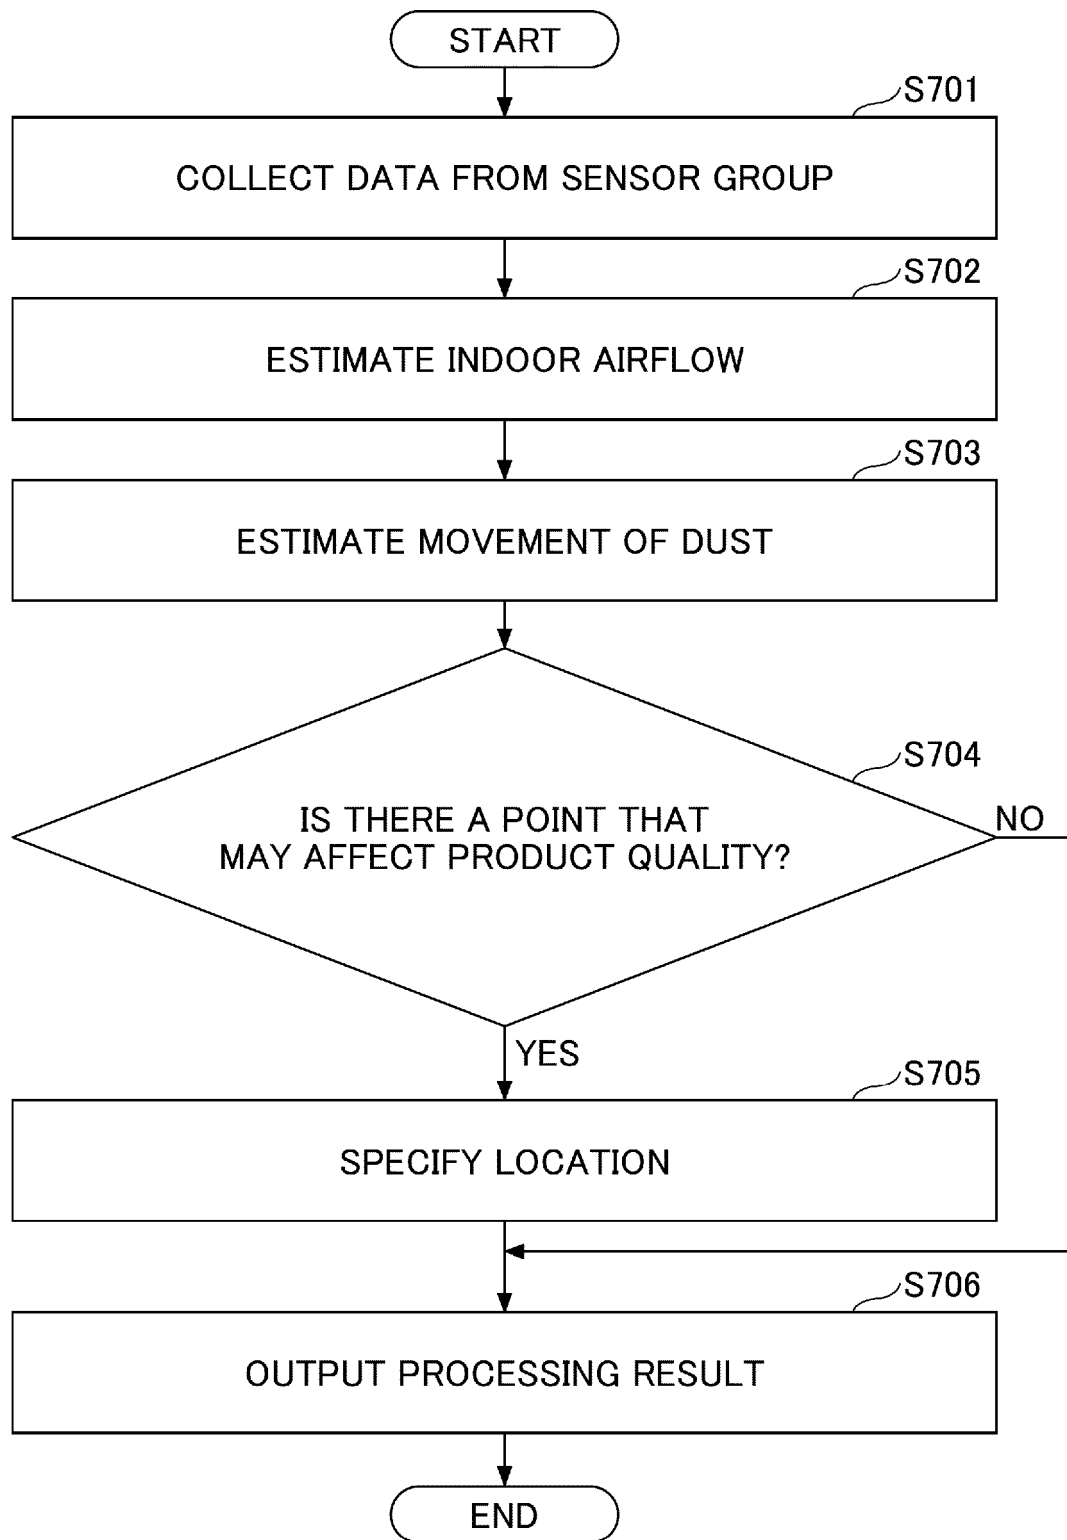 START
S701
COLLECT DATA FROM SENSOR GROUP
S702
ESTIMATE INDOOR AIRFLOW
S703
ESTIMATE MOVEMENT OF DUST
S704
IS THERE A POINT THAT
MAY AFFECT PRODUCT QUALITY?
NO
YES
S705
SPECIFY LOCATION
S706
OUTPUT PROCESSING RESULT
END